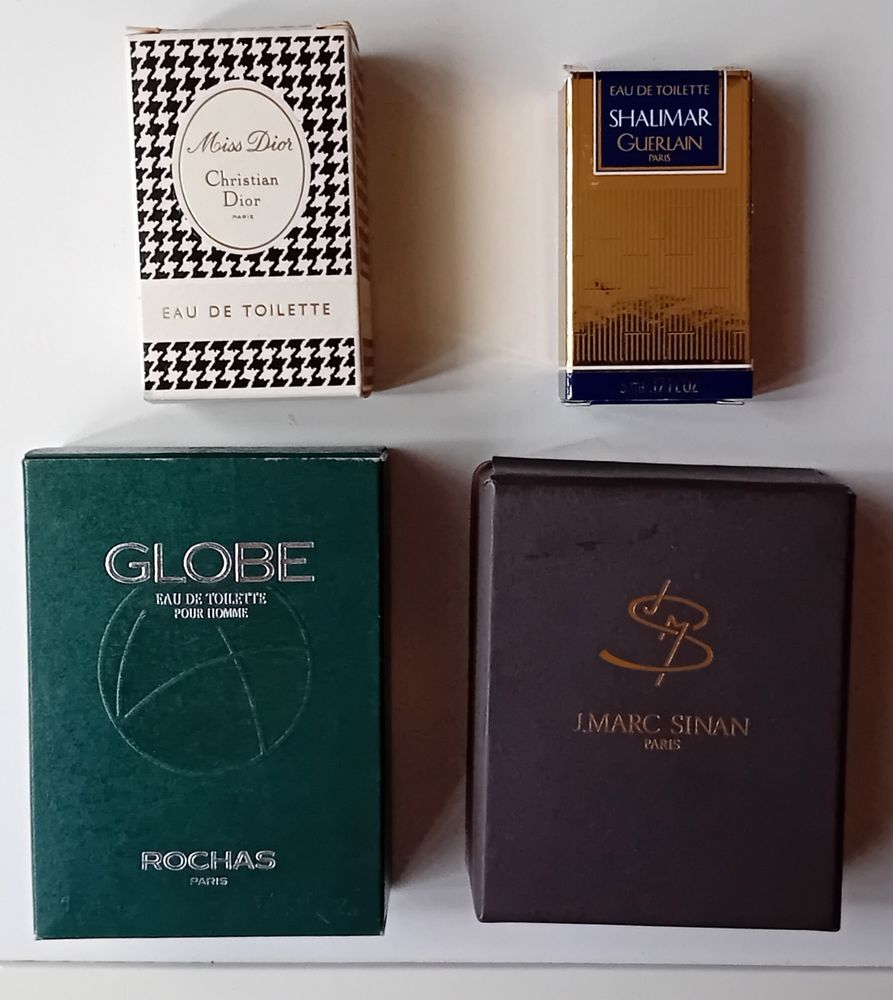 Miss Dior
Christian
Dior
PARIS
EAU DE TOILETTE
EAU DE TOILETTE
SHALIMAR
GUERLAIN
PARIS
GLOBE
EAU DE TOILETTE
POUR HOMME
ROCHAS
PARIS
JMS
J.MARC SINAN
PARIS